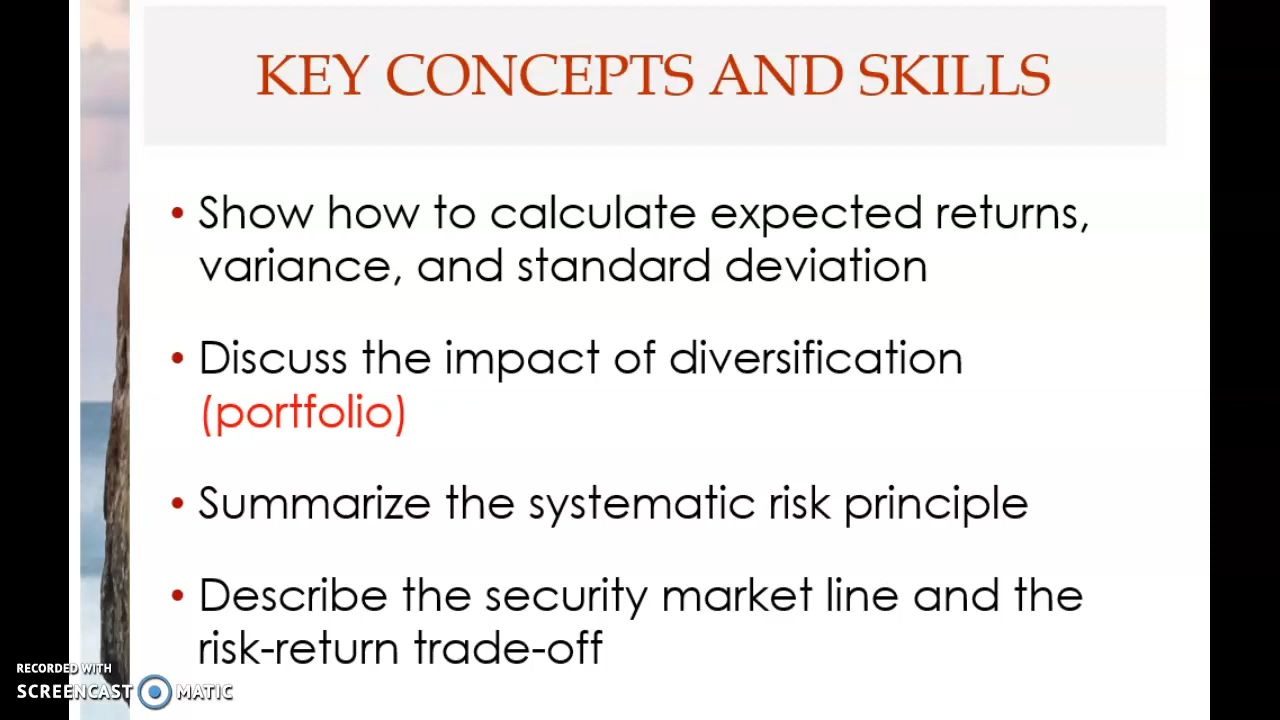 KEY CONCEPTS AND SKILLS
• Show how to calculate expected returns,
variance, and standard deviation
• Discuss the impact of diversification
(portfolio)
• Summarize the systematic risk principle
• Describe the security market line and the
risk-return trade-off
RECORDED WITH
SCREENCAST MATIC